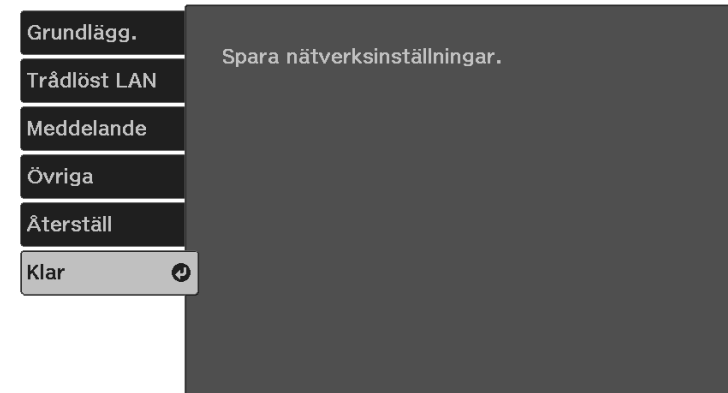 Grundlägg.
Trådlöst LAN
Meddelande
Övriga
Återställ
Klar
Spara nätverksinställningar.